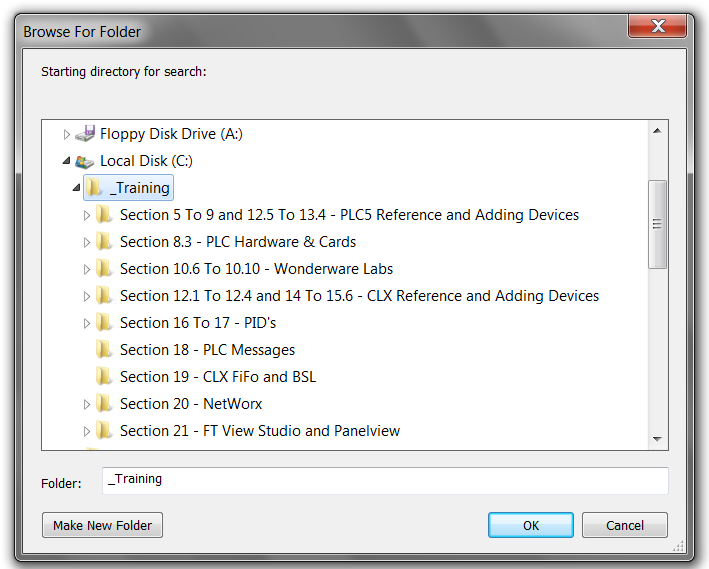 Browse For Folder
Starting directory for search:
Floppy Disk Drive (A:)
Local Disk (C:)
_Training
Section 5 To 9 and 12.5 To 13.4 - PLC5 Reference and Adding Devices
Section 8.3 - PLC Hardware & Cards
Section 10.6 To 10.10 - Wonderware Labs
Section 12.1 To 12.4 and 14 To 15.6 - CLX Reference and Adding Devices
Section 16 To 17 - PID's
Section 18 - PLC Messages
Section 19 - CLX FiFo and BSL
Section 20 - NetWorx
Section 21 - FT View Studio and Panelview
Folder: _Training
Make New Folder OK Cancel